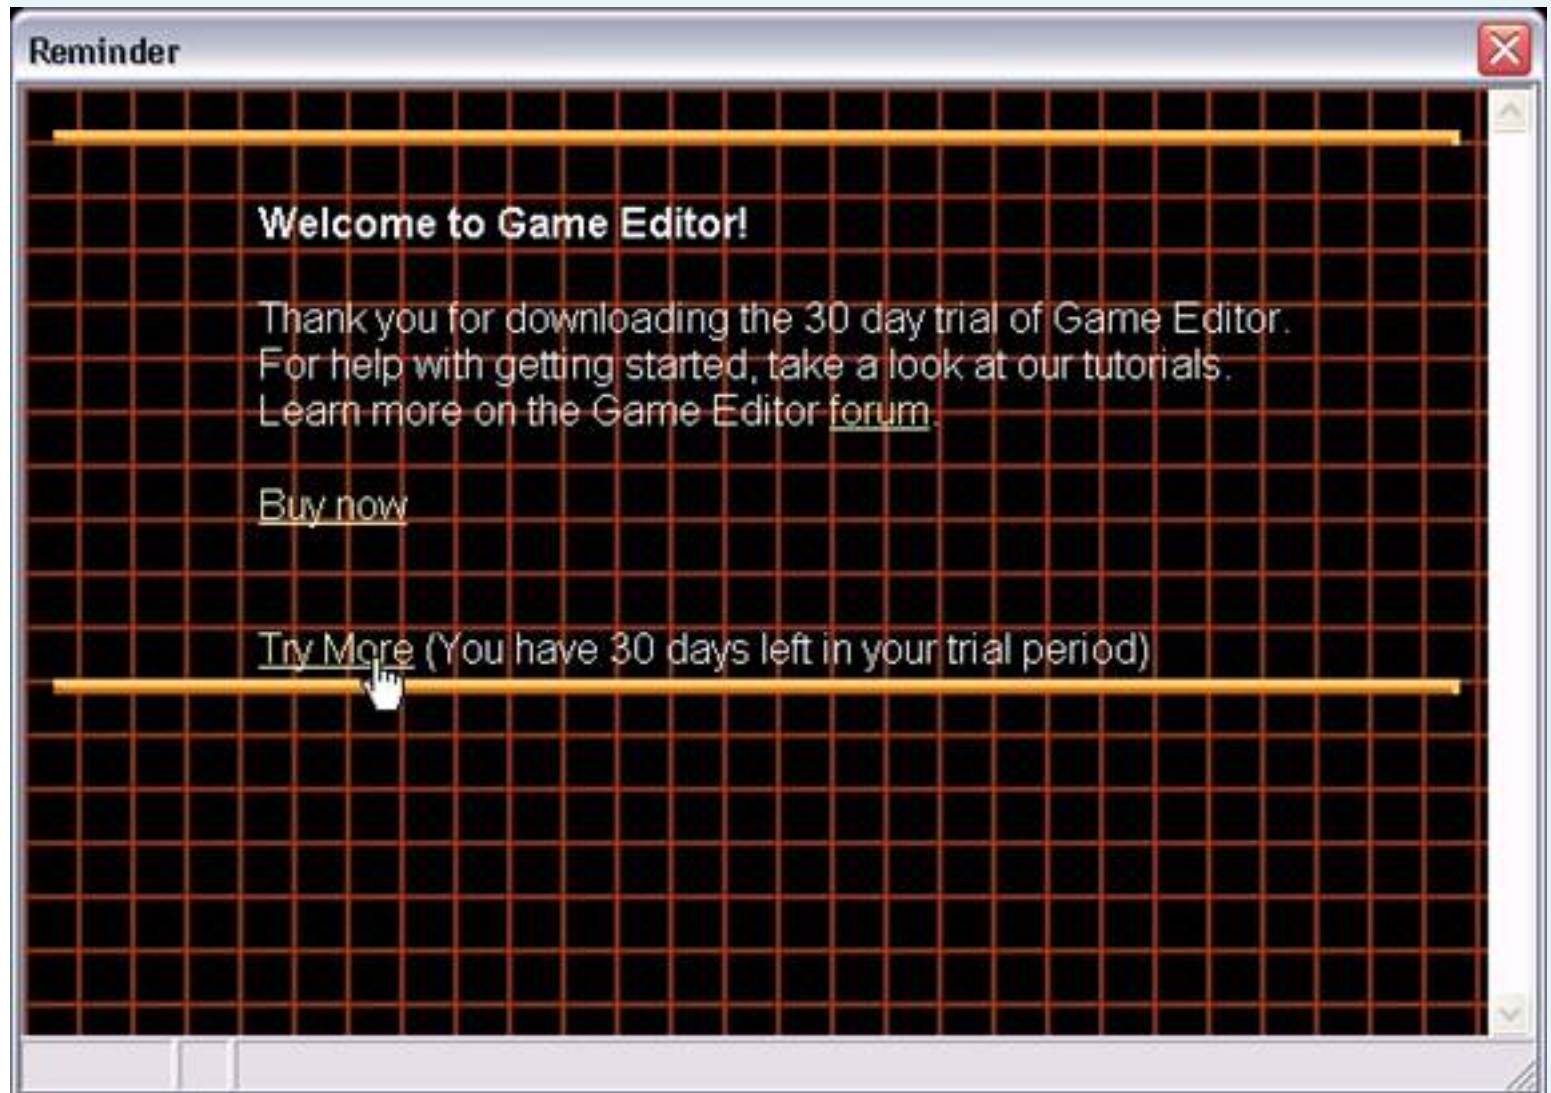 Reminder
Welcome to Game Editor!
Thank you for downloading the 30 day trial of Game Editor.
For help with getting started, take a look at our tutorials.
Learn more on the Game Editor forum.
Buy now
Try More (You have 30 days left in your trial period)